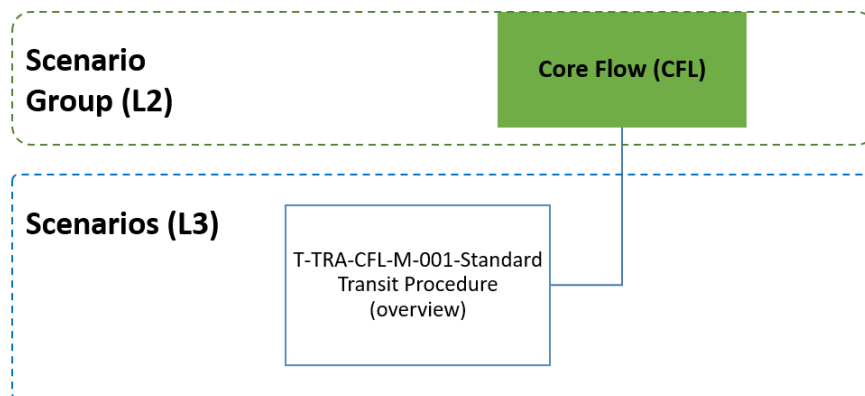 Scenario
Group (L2)
Core Flow (CFL)
Scenarios (L3)
T-TRA-CFL-M-001-Standard
Transit Procedure
(overview)